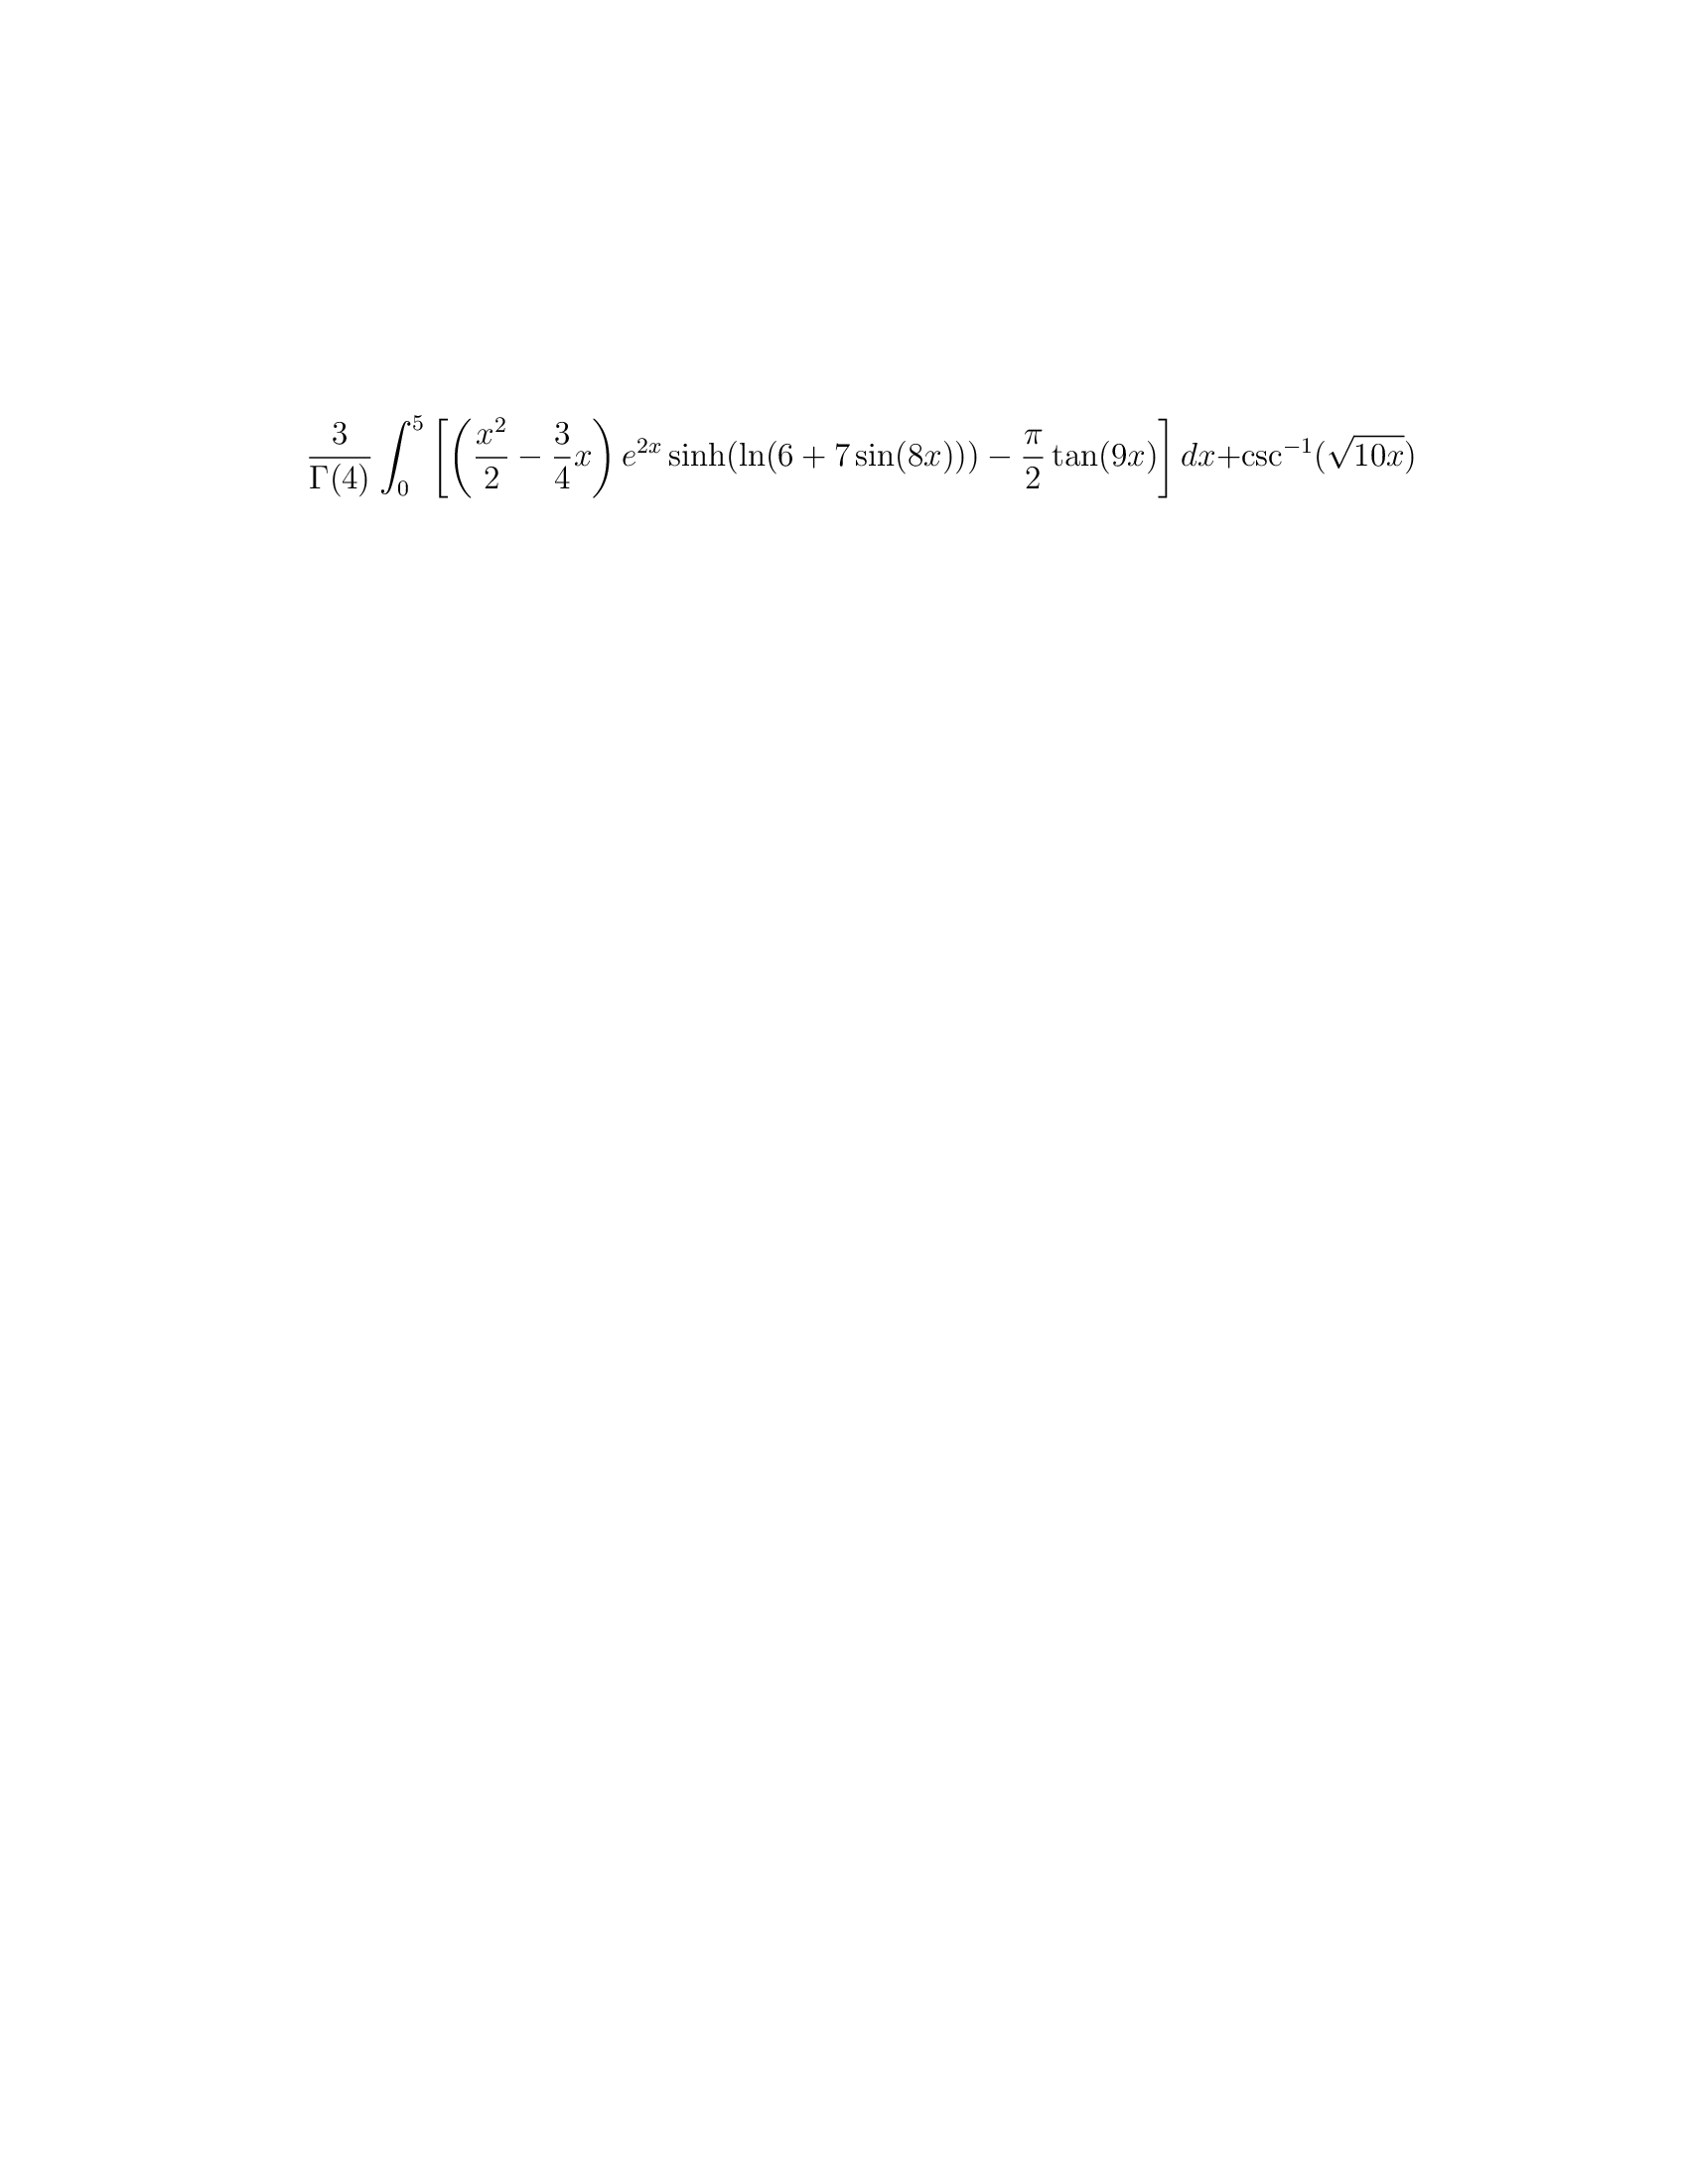 \frac{3}{\Gamma(4)} \int_0^5 \left[ \left( \frac{x^2}{2} - \frac{3}{4}x \right) e^{2x} \sinh(\ln(6 + 7\sin(8x))) - \frac{\pi}{2} \tan(9x) \right] dx + \csc^{-1}(\sqrt{10x})